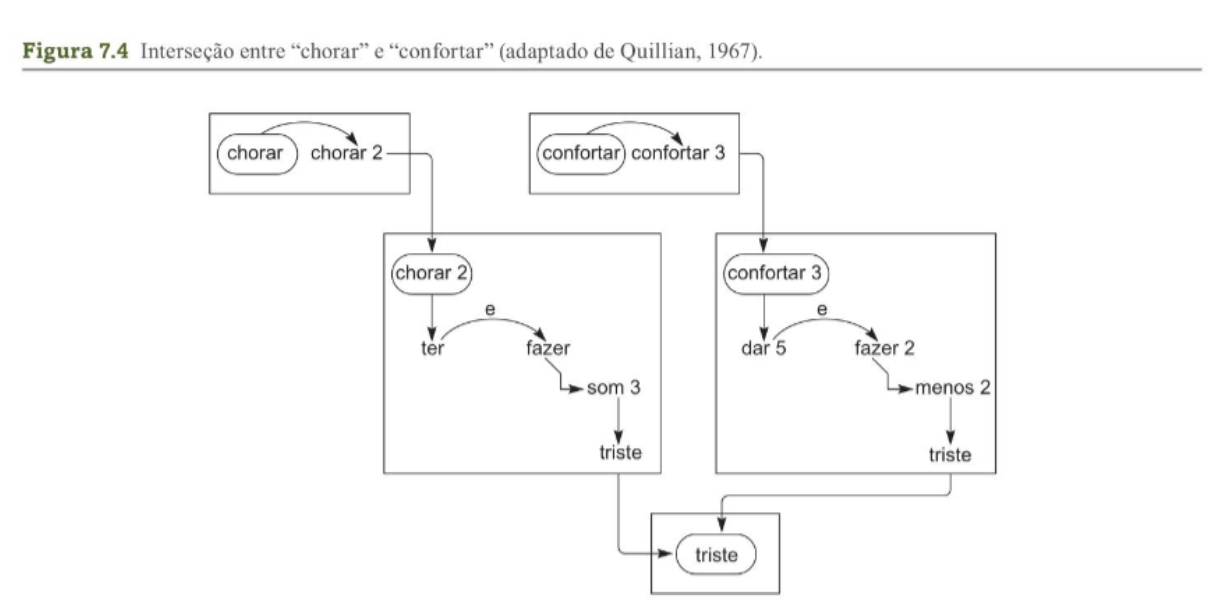 Figura 7.4 Interseção entre “chorar” e “confortar” (adaptado de Quillian, 1967).
chorar chorar 2
confortar confortar 3
chorar 2
confortar 3
e
e
ter fazer
dar 5 fazer 2
som 3
menos 2
triste
triste
triste